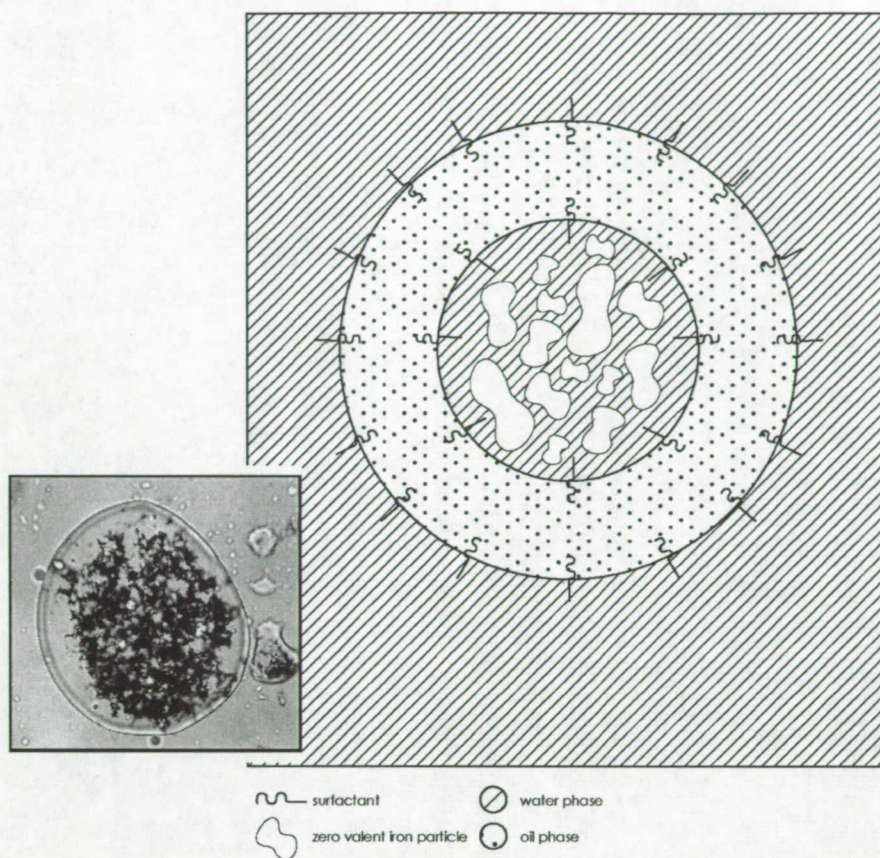 surfactant
water phase
zero valent iron particle
oil phase